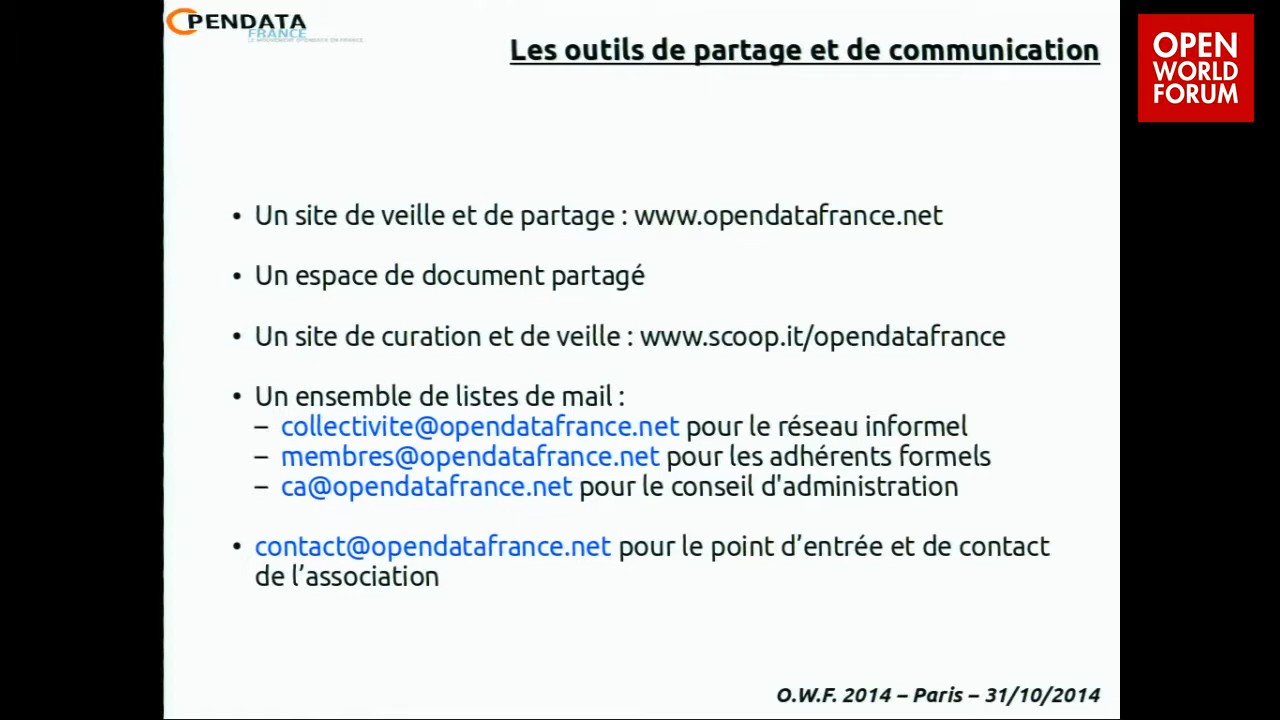 OPENDATA
FRANCE
Les outils de partage et de communication
OPEN
WORLD
FORUM
• Un site de veille et de partage : www.opendatafrance.net
• Un espace de document partagé
• Un site de curation et de veille : www.scoop.it/opendatafrance
• Un ensemble de listes de mail :
– collectivite@opendatafrance.net pour le réseau informel
– membres@opendatafrance.net pour les adhérents formels
– ca@opendatafrance.net pour le conseil d'administration
• contact@opendatafrance.net pour le point d’entrée et de contact
de l’association
O.W.F. 2014 – Paris – 31/10/2014